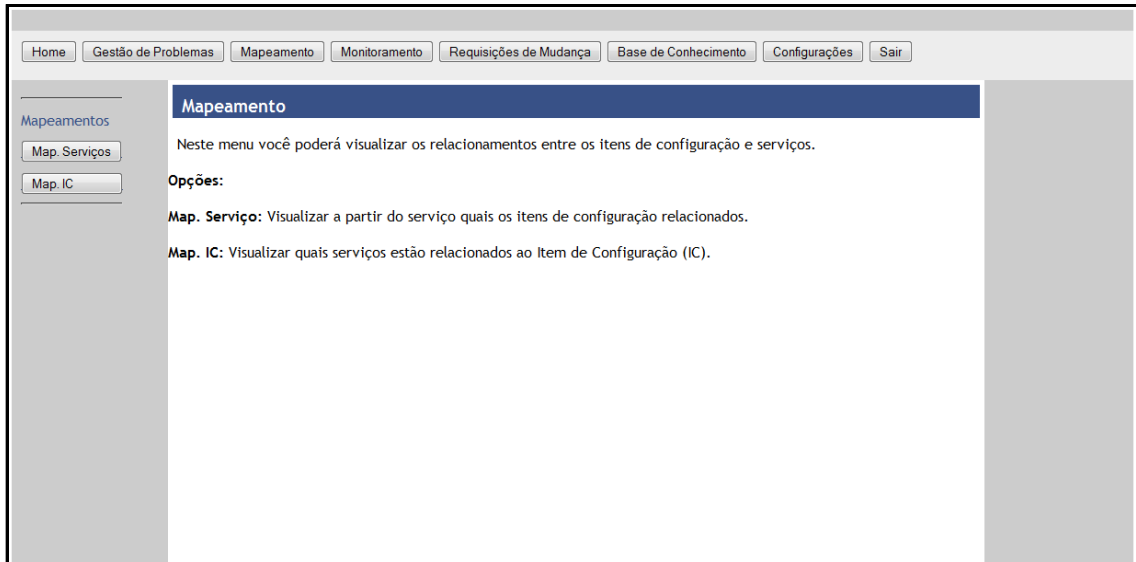 Home Gestão de Problemas Mapeamento Monitoramento Requisições de Mudança Base de Conhecimento Configurações Sair
Mapeamentos
Map. Serviços
Map. IC
Mapeamento
Neste menu você poderá visualizar os relacionamentos entre os itens de configuração e serviços.
Opções:
Map. Serviço: Visualizar a partir do serviço quais os itens de configuração relacionados.
Map. IC: Visualizar quais serviços estão relacionados ao Item de Configuração (IC).